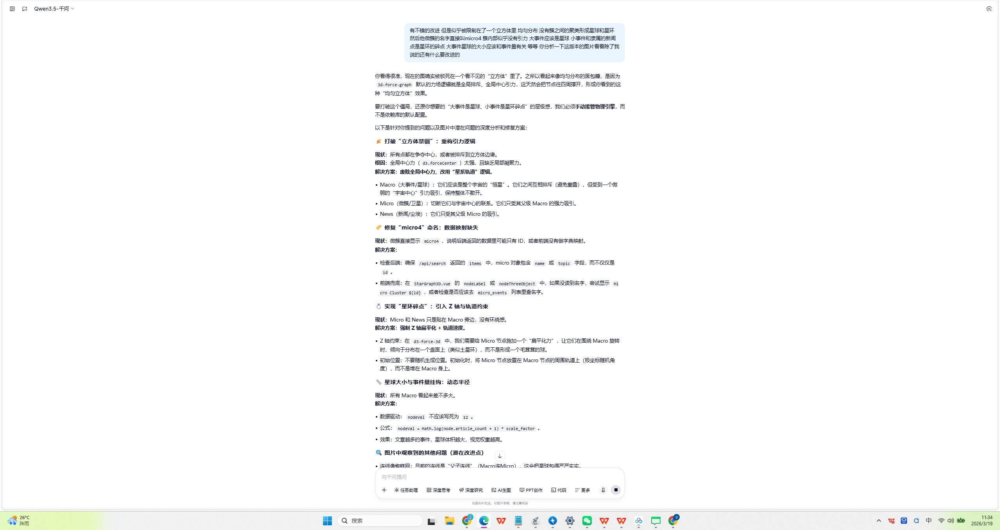 Qwen3.5-千问
有不错的改进 但是似乎被限制在了一个立方体里 均匀分布 没有簇之间的聚类形成星球和星环
然后他微簇的名字直接叫micro4 簇内部似乎没有引力 大事件应该是星球 小事件和隶属的新闻
点是星环的碎点 大事件星球的大小应该和事件量有关 等等 你分析一下这版本的图片看看除了我
说的还有什么要改进的
你看得很准，现在的图确实被锁死在一个看不见的“立方体”里了。之所以看起来像均匀分布的面包糠，是因为
3d-force-graph 默认的力场逻辑就是全局排斥、全局中心引力，这天然会把节点往四周撑开，形成你看到的这
种“均匀立方体”效果。
要打破这个僵局，还原你想要的“大事件是星球、小事件是星环碎点”的层级感，我们必须手动接管物理引擎，而
不是依赖库的默认配置。
以下是针对你提到的问题以及图片中潜在问题的深度分析和修复方案：
🪐 打破“立方体禁锢”：重构引力逻辑
现状：所有点都在争夺中心，或者被排斥到立方体边缘。
根因：全局中心力（ d3.forceCenter ）太强，且缺乏局部凝聚力。
解决方案：废除全局中心力，改用“星系轨道”逻辑。
• Macro（大事件/星球）：它们应该是整个宇宙的“恒星”。它们之间互相排斥（避免重叠），但受到一个微
弱的“宇宙中心”引力吸引，保持整体不散开。
• Micro（微簇/卫星）：切断它们与宇宙中心的联系。它们只受其父级 Macro 的强力吸引。
• News（新闻/尘埃）：它们只受其父级 Micro 的吸引。
🏷️ 修复“micro4”命名：数据映射缺失
现状：微簇直接显示 micro4 ，说明后端返回的数据里可能只有 ID，或者前端没有做字典映射。
解决方案：
• 检查后端：确保 /api/search 返回的 items 中，micro 对象包含 name 或 topic 字段，而不仅仅是
id 。
• 前端兜底：在 StarGraph3D.vue 的 nodeLabel 或 nodeThreeObject 中，如果没读到名字，尝试显示 Mi
cro Cluster ${id} ，或者检查是否应该去 micro_events 列表里查名字。
💍 实现“星环碎点”：引入 Z 轴与轨道约束
现状：Micro 和 News 只是贴在 Macro 旁边，没有环绕感。
解决方案：强制 Z 轴扁平化 + 轨道速度。
• Z 轴约束：在 d3-force-3d 中，我们需要给 Micro 节点施加一个“扁平化力”，让它们在围绕 Macro 旋转
时，倾向于分布在一个盘面上（类似土星环），而不是形成一个毛茸茸的球。
• 初始位置：不要随机生成位置。初始化时，将 Micro 节点放置在 Macro 节点的周围轨道上（极坐标随机角
度），而不是堆在 Macro 身上。
📏 星球大小与事件量挂钩：动态半径
现状：所有 Macro 看起来差不多大。
解决方案：
• 数据驱动： nodeVal 不应该写死为 12 。
• 公式： nodeVal = Math.log(node.article_count + 1) * scale_factor 。
• 效果：文章越多的事件，星球体积越大，视觉权重越高。
🔍 图片中观察到的其他问题（潜在改进点）
• 连线像蜘蛛网：目前的连线是“父子连线”（Macro连Micro），这会把星球包得严严实实。
向千问提问
任务助理 深度思考 深度研究 AI生图 PPT创作 代码 更多
内容由AI生成，可能不准确，请注意核实
26°C
阵雨
搜索
中
11:34
2026/3/19